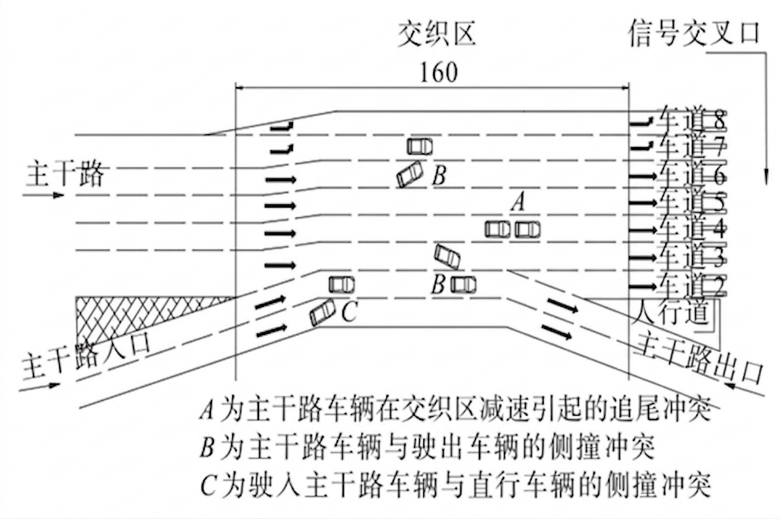 交织区
信号交叉口
160
车道8
车道7
主干路
车道6
B
A
车道5
车道4
车道3
B
车道2
C
人行道
主干路入口
主干路出口
A为主干路车辆在交织区减速引起的追尾冲突
B为主干路车辆与驶出车辆的侧撞冲突
C为驶入主干路车辆与直行车辆的侧撞冲突